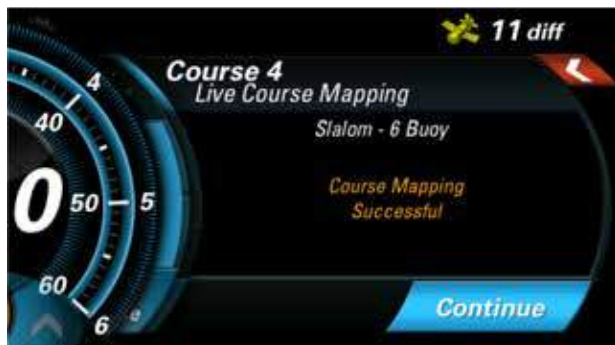 11 diff
Course 4
Live Course Mapping
Slalom - 6 Buoy
Course Mapping
Successful
4
40
0
50
5
60
6
Continue